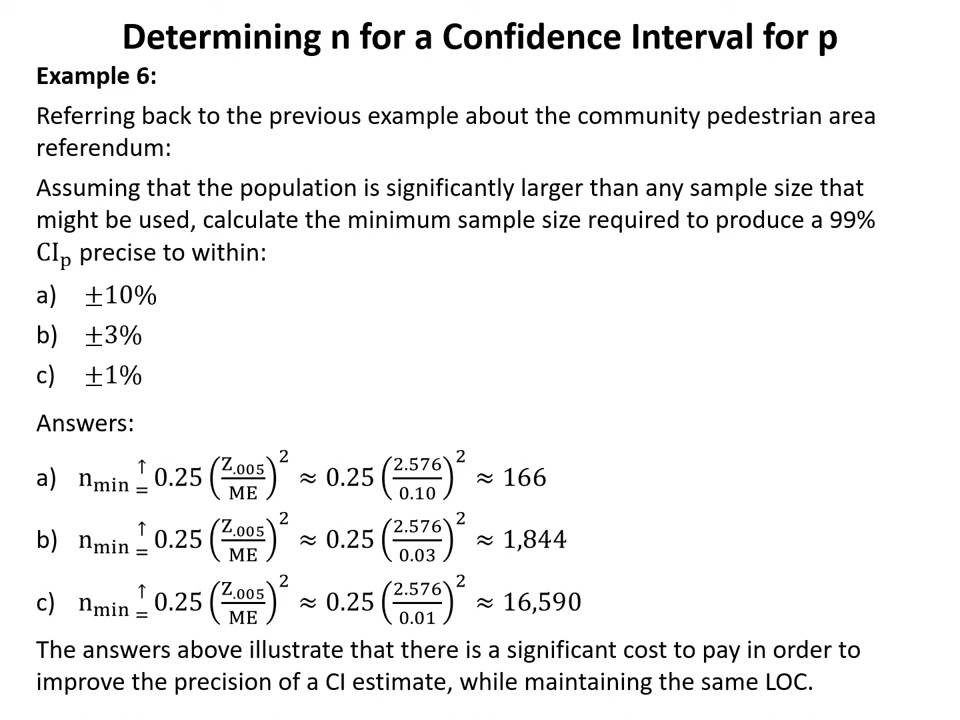 Determining n for a Confidence Interval for p
Example 6:
Referring back to the previous example about the community pedestrian area
referendum:
Assuming that the population is significantly larger than any sample size that
might be used, calculate the minimum sample size required to produce a 99%
CIₚ precise to within:
a) ±10%
b) ±3%
c) ±1%
Answers:
a) n_min =↑ 0.25 (Z.₀₀₅/ME)² ≈ 0.25 (2.576/0.10)² ≈ 166
b) n_min =↑ 0.25 (Z.₀₀₅/ME)² ≈ 0.25 (2.576/0.03)² ≈ 1,844
c) n_min =↑ 0.25 (Z.₀₀₅/ME)² ≈ 0.25 (2.576/0.01)² ≈ 16,590
The answers above illustrate that there is a significant cost to pay in order to
improve the precision of a CI estimate, while maintaining the same LOC.